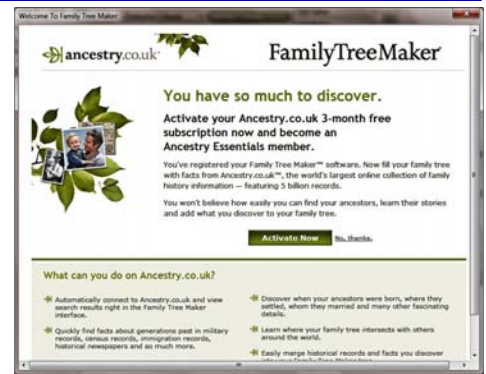 Welcome To Family Tree Maker
ancestry.co.uk
FamilyTreeMaker
You have so much to discover.
Activate your Ancestry.co.uk 3-month free
subscription now and become an
Ancestry Essentials member.
You've registered your Family Tree Maker™ software. Now fill your family tree
with facts from Ancestry.co.uk™, the world's largest online collection of family
history information — featuring 5 billion records.
You won't believe how easily you can find your ancestors, learn their stories
and add what you discover to your family tree.
Activate Now No, thanks.
What can you do on Ancestry.co.uk?
Automatically connect to Ancestry.co.uk and view
search results right in the Family Tree Maker
interface.
Quickly find facts about generations past in military
records, census records, immigration records,
historical newspapers and so much more.
Discover when your ancestors were born, where they
settled, whom they married and many other fascinating
details.
Learn where your family tree intersects with others
around the world.
Easily merge historical records and facts you discover